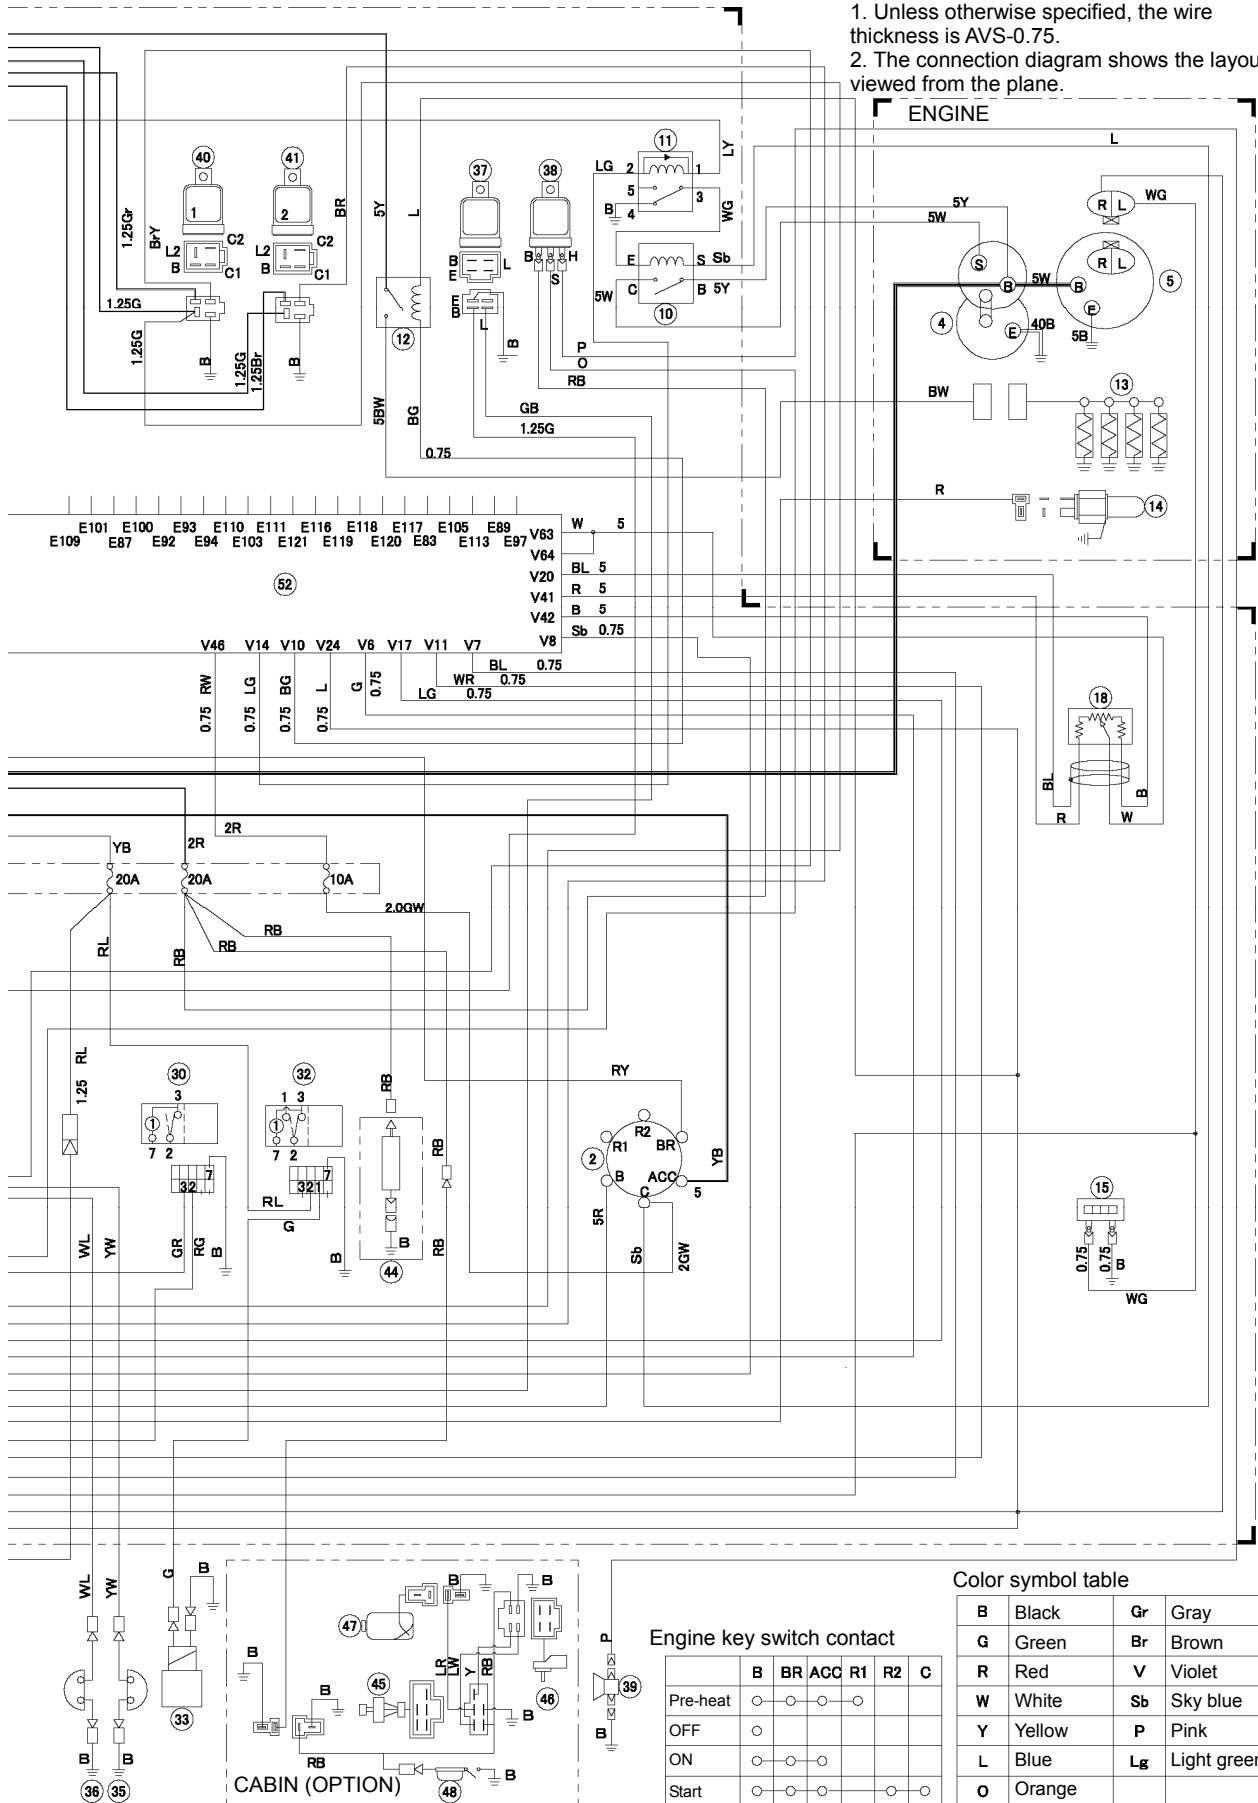 1. Unless otherwise specified, the wire
thickness is AVS-0.75.
2. The connection diagram shows the layou
viewed from the plane.
ENGINE
L
40
41
37
38
11
LG 2 1
5
3
B 4
LY
WG
1.25Gr
BrY
BR
5Y
L
1
2
L2 C2
B C1
L2 C2
B C1
B L
E
B H
S
E S Sb
C B 5Y
5W
10
5Y
5W
R L WG
R L
S
B 5W B
5
4
E 40B
E
5B
1.25G
1.25G
B
1.25G
1.25Br
B
12
E
B
L
B
P
O
RB
GB
1.25G
5BW
BG
0.75
BW
13
R
14
E101 E100 E93 E110 E111 E116 E118 E117 E105 E89
E109 E87 E92 E94 E103 E121 E119 E120 E83 E113 E97
52
V63 W 5
V64
V20 BL 5
V41 R 5
V42 B 5
V8 Sb 0.75
V46 V14 V10 V24 V6 V17 V11 V7
BL 0.75
WR 0.75
LG 0.75
0.75 RW
0.75 LG
0.75 BG
0.75 L
G 0.75
18
BL
R
B
W
YB
2R
2R
20A
20A
10A
2.0GW
RL
RB
RB
RB
1.25 RL
30
3
1
7 2
7
32
GR
RG
B
32
1 3
1
7 2
7
321
RL
G
B
RB
B
44
RB
RB
RY
2
R2
R1 BR
B ACC
C
YB
5
5R
Sb
2GW
15
0.75
0.75
B
WG
WL
YW
WL
YW
G
B
B
B
36
35
33
CABIN (OPTION)
47
B
B
LR
LW
Y
RB
45
46
B
B
B
RB
48
B
P
39
B
Engine key switch contact
B BR ACC R1 R2 C
Pre-heat
OFF
ON
Start
Color symbol table
B Black Gr Gray
G Green Br Brown
R Red V Violet
W White Sb Sky blue
Y Yellow P Pink
L Blue Lg Light green
O Orange